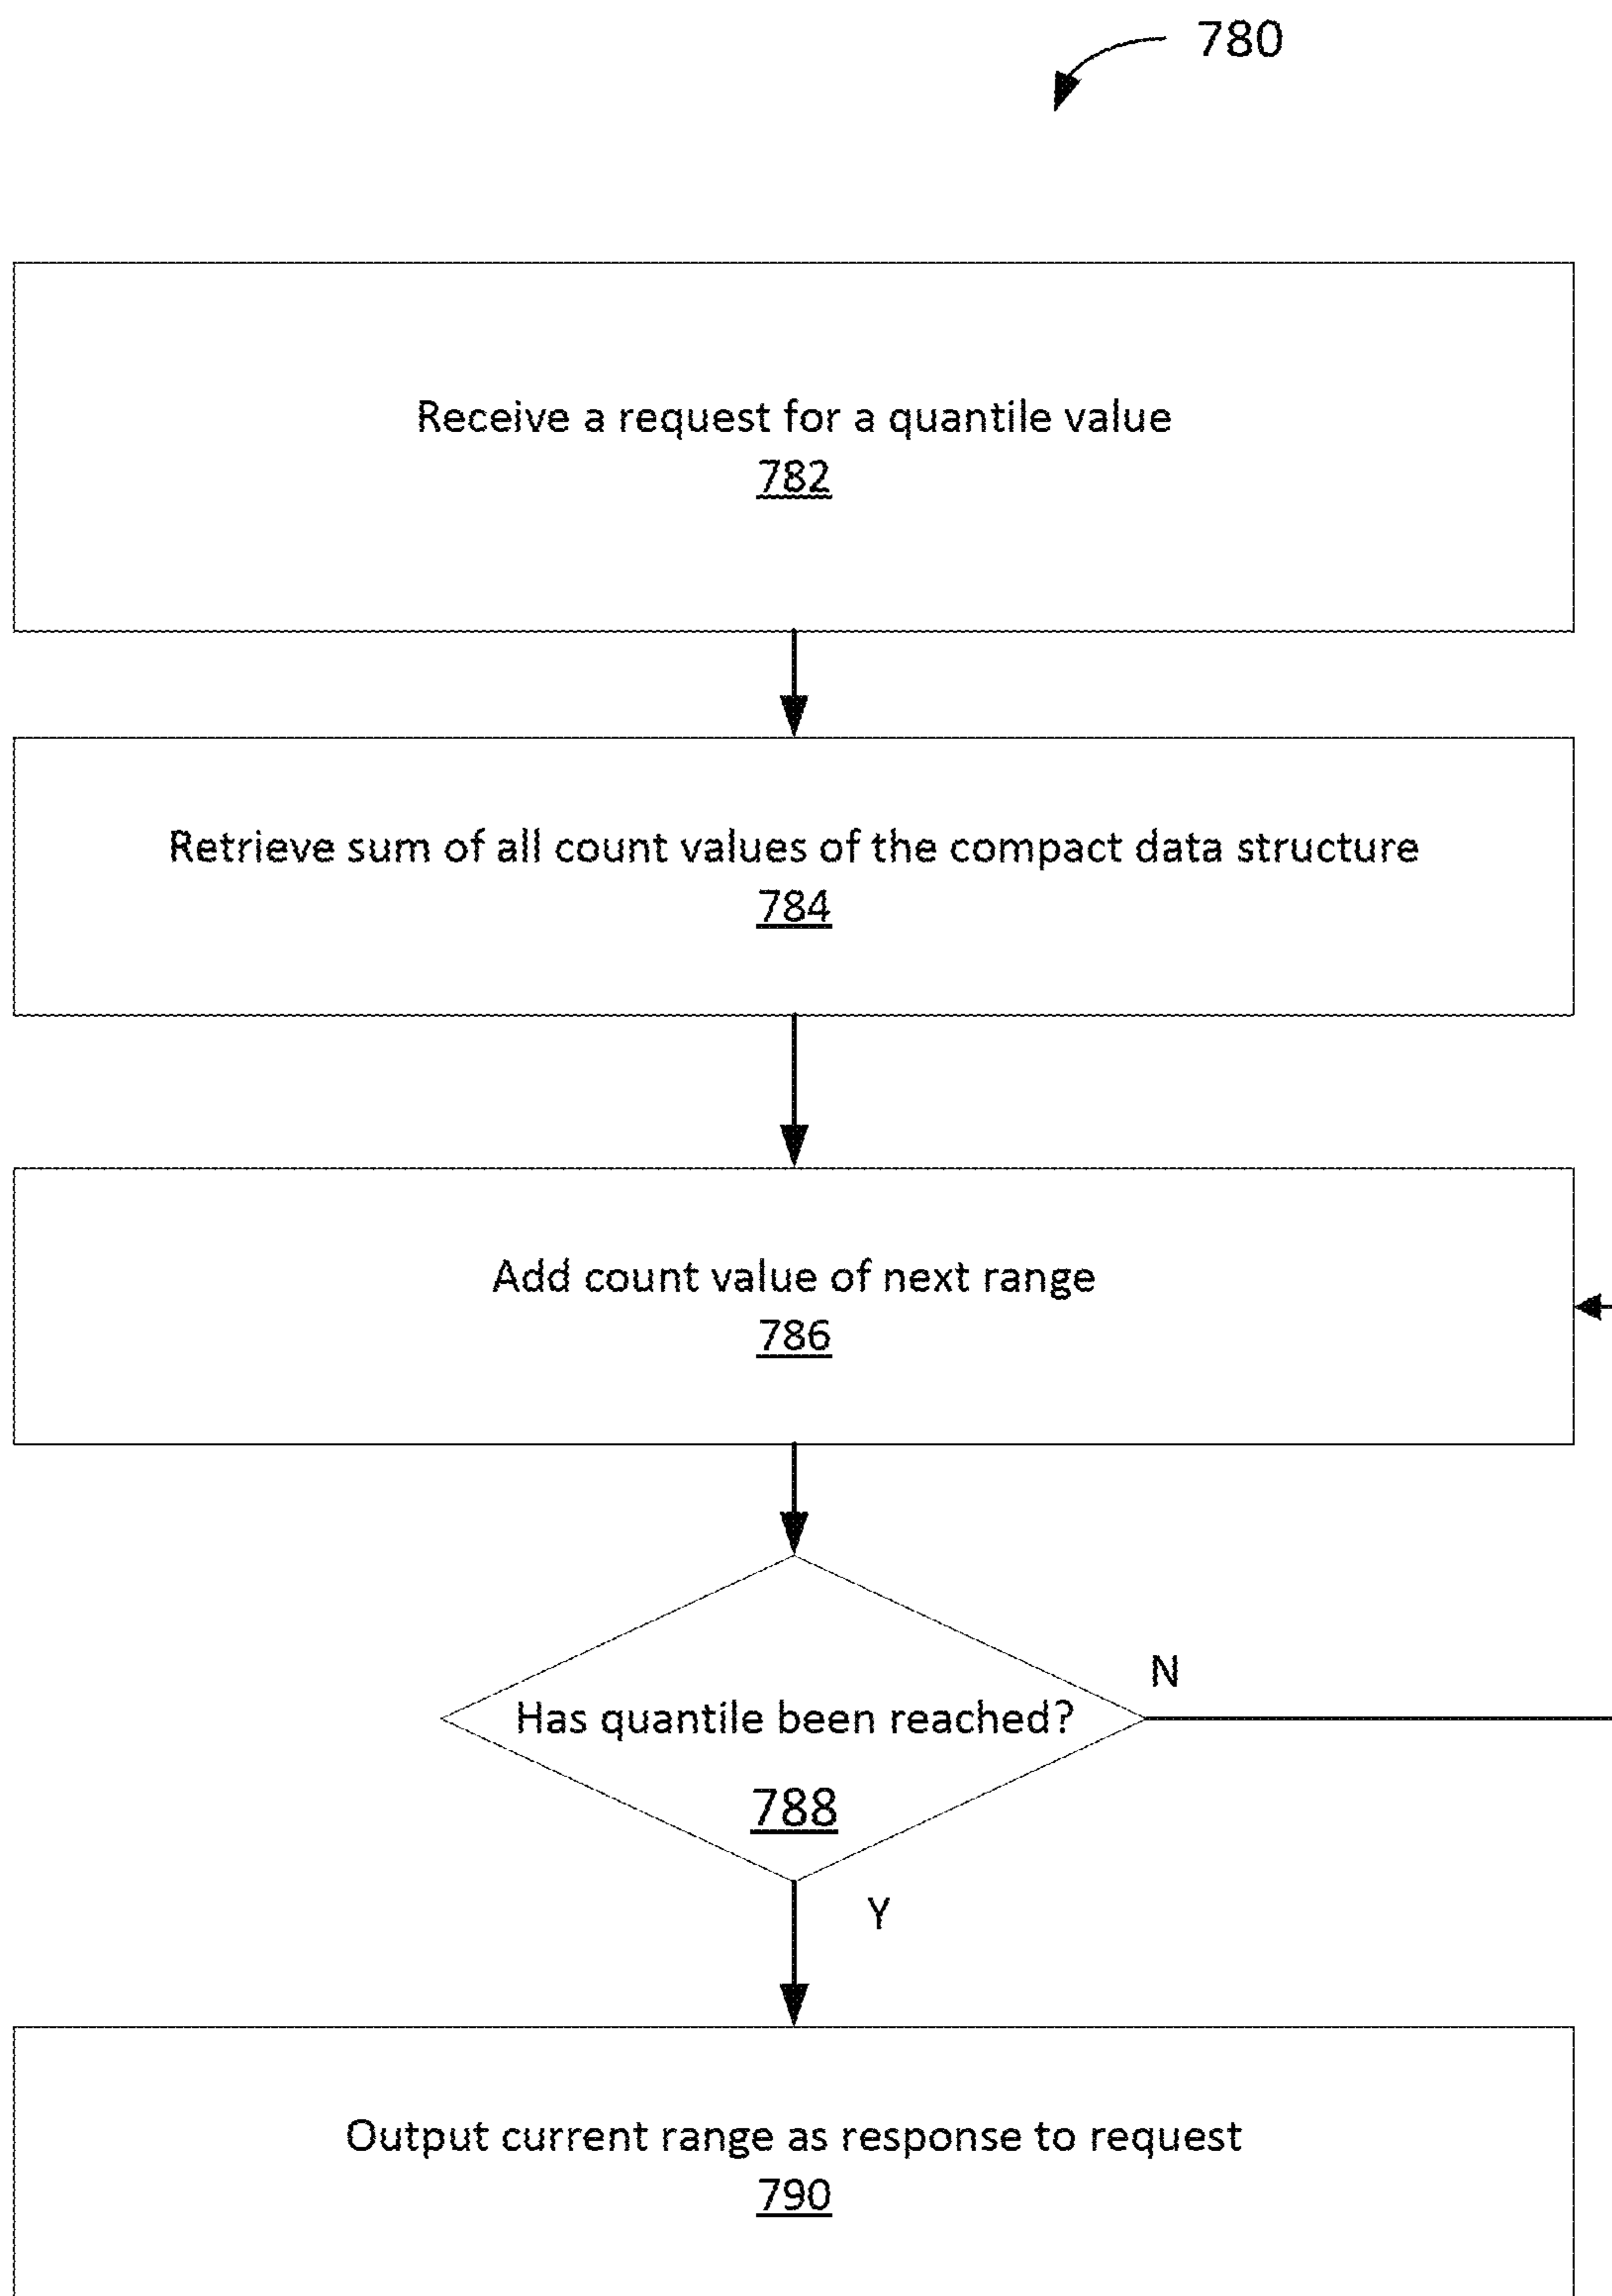 780
Receive a request for a quantile value
782
Retrieve sum of all count values of the compact data structure
784
Add count value of next range
786
N
Has quantile been reached?
788
Y
Output current range as response to request
790